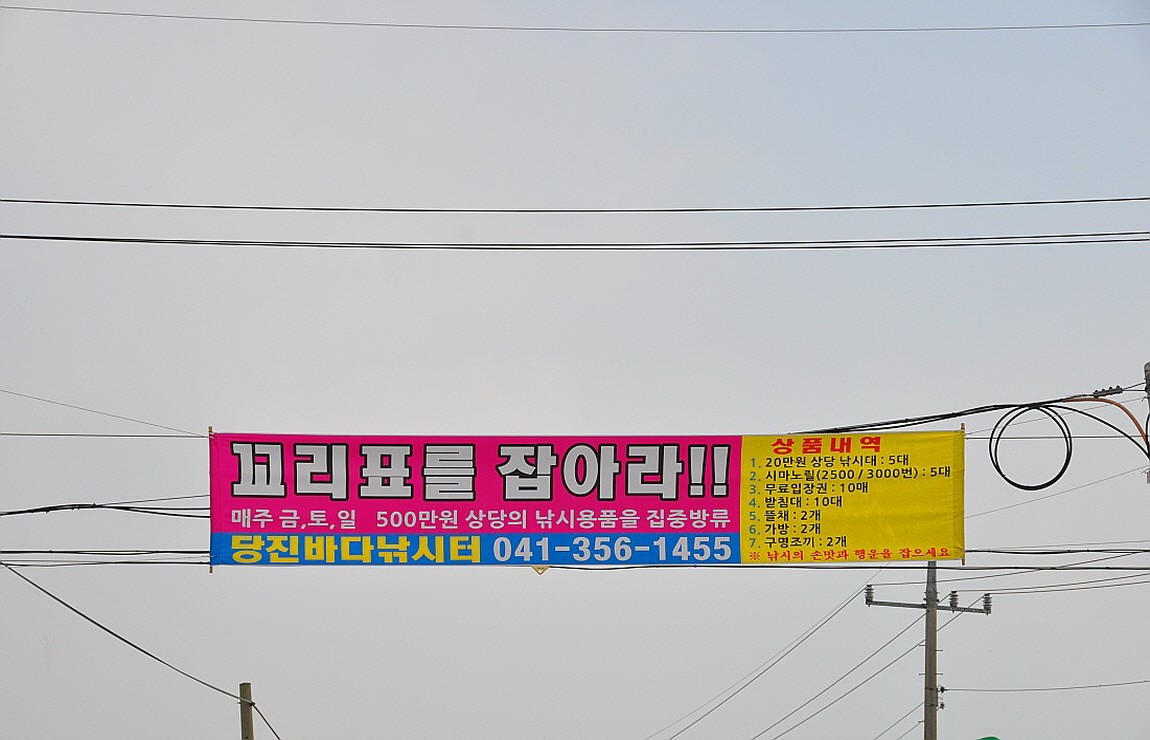 꼬리표를 잡아라!!
매주 금,토,일 500만원 상당의 낚시용품을 집중방류
당진바다낚시터 041-356-1455
상품내역
1. 20만원 상당 낚시대 : 5대
2. 시마노릴(2500 / 3000번) : 5대
3. 무료입장권 : 10매
4. 받침대 : 10대
5. 뜰채 : 2개
6. 가방 : 2개
7. 구명조끼 : 2개
※ 낚시의 손맛과 행운을 잡으세요